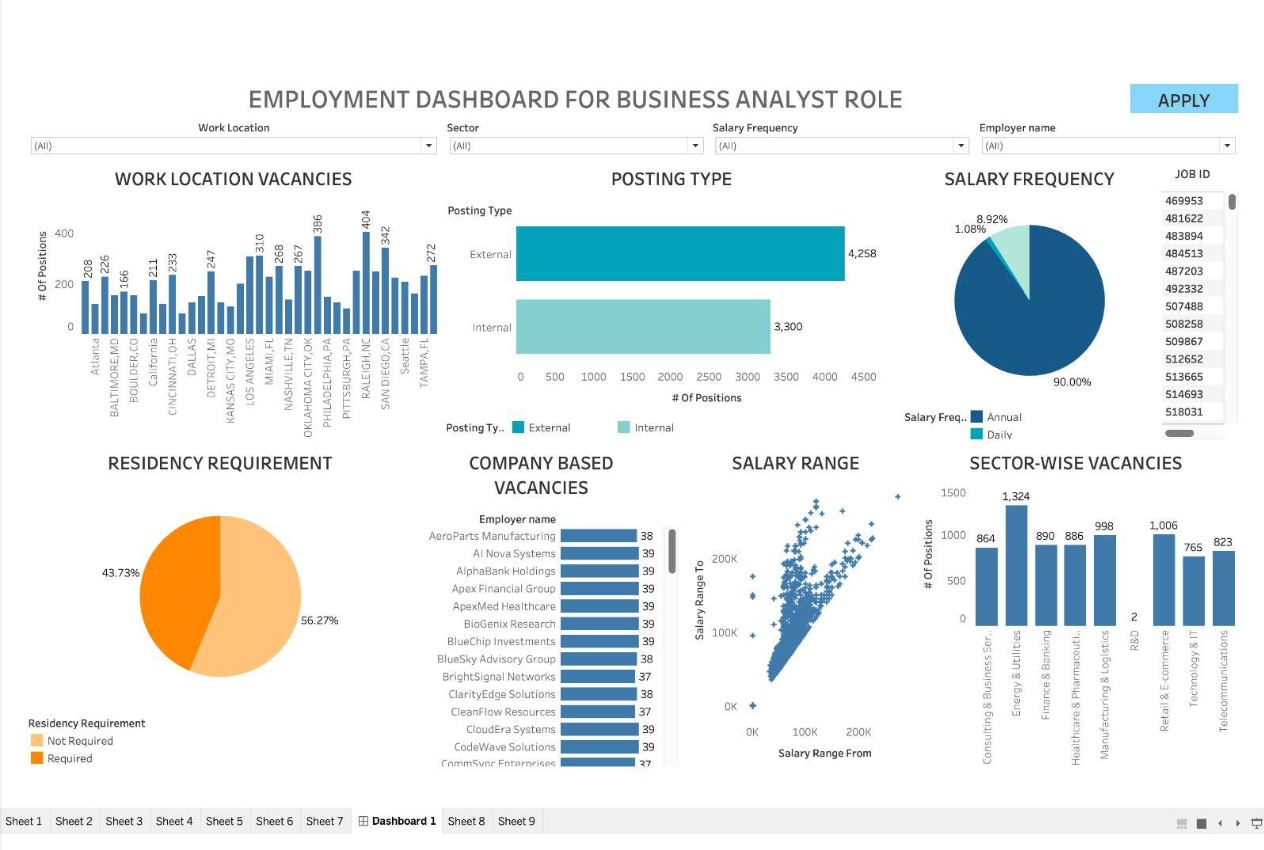 EMPLOYMENT DASHBOARD FOR BUSINESS ANALYST ROLE
APPLY
Work Location
Sector
Salary Frequency
Employer name
(All)
(All)
(All)
(All)
WORK LOCATION VACANCIES
# Of Positions
400
200
0
208
226
166
211
233
247
310
268
267
386
404
342
272
Atlanta
BALTIMORE,MD
BOULDER,CO
California
CINCINNATI,OH
DALLAS
DETROIT,MI
KANSAS CITY,MO
LOS ANGELES
MIAMI,FL
NASHVILLE,TN
OKLAHOMA CITY,OK
PHILADELPHIA,PA
PITTSBURGH,PA
RALEIGH,NC
SAN DIEGO,CA
Seattle
TAMPA,FL
POSTING TYPE
Posting Type
External
4,258
Internal
3,300
0 500 1000 1500 2000 2500 3000 3500 4000 4500
# Of Positions
Posting Ty.. External Internal
SALARY FREQUENCY
8.92%
1.08%
90.00%
Salary Freq.. Annual
Daily
JOB ID
469953
481622
483894
484513
487203
492332
507488
508258
509867
512652
513665
514693
518031
RESIDENCY REQUIREMENT
43.73%
56.27%
Residency Requirement
Not Required
Required
COMPANY BASED
VACANCIES
Employer name
AeroParts Manufacturing 38
AI Nova Systems 39
AlphaBank Holdings 39
Apex Financial Group 39
ApexMed Healthcare 39
BioGenix Research 39
BlueChip Investments 39
BlueSky Advisory Group 38
BrightSignal Networks 37
ClarityEdge Solutions 38
CleanFlow Resources 37
CloudEra Systems 39
CodeWave Solutions 39
CommSync Enterprises 37
SALARY RANGE
Salary Range To
200K
100K
0K
0K 100K 200K
Salary Range From
SECTOR-WISE VACANCIES
# Of Positions
1500
1000
500
0
864
1,324
890
886
998
2
1,006
765
823
Consulting & Business Ser..
Energy & Utilities
Finance & Banking
Healthcare & Pharmaceuti..
Manufacturing & Logistics
R&D
Retail & E-commerce
Technology & IT
Telecommunications
Sheet 1 Sheet 2 Sheet 3 Sheet 4 Sheet 5 Sheet 6 Sheet 7 Dashboard 1 Sheet 8 Sheet 9